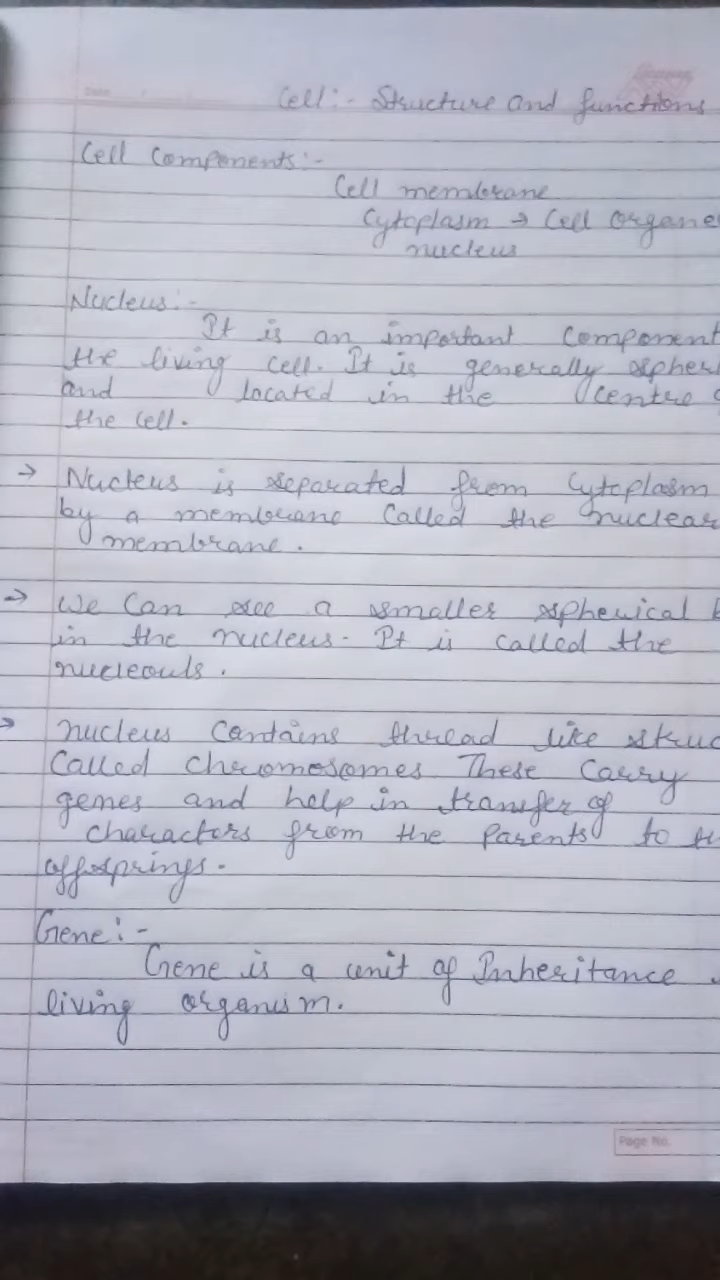 Date
Cell:- Structure and functions
Cell Components:-
Cell membrane
Cytoplasm → Cell organe
nucleus
Nucleus:-
It is an important Component
the living cell. It is generally spher
and located in the centre
the cell.
→ Nucleus is separated from Cytoplasm
by a membrane Called the nuclear
membrane.
→ We Can see a smaller spherical
in the nucleus. It is called the
nucleouls.
→ nucleus Contains thread like struc
Called Chromosomes These Carry
genes and help in transfer of
characters from the parents to
offsprings.
Gene:-
Gene is a unit of Inheritance
living organism.
Page No.